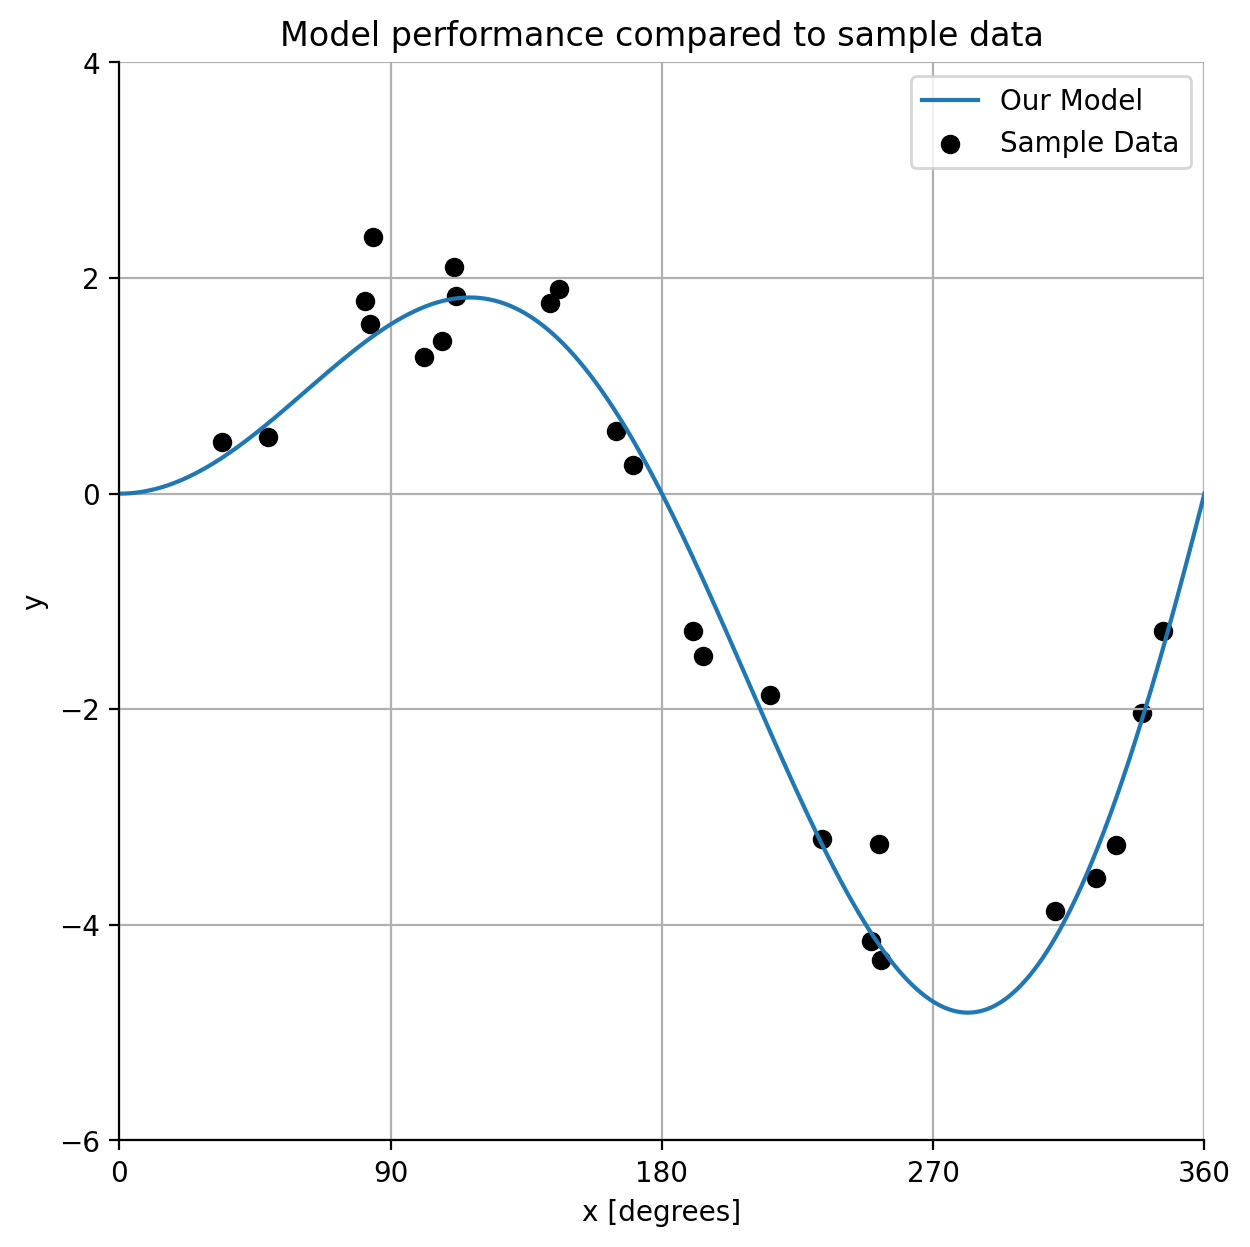 Model performance compared to sample data
Our Model
Sample Data
4
2
0
−2
−4
−6
y
0 90 180 270 360
x [degrees]